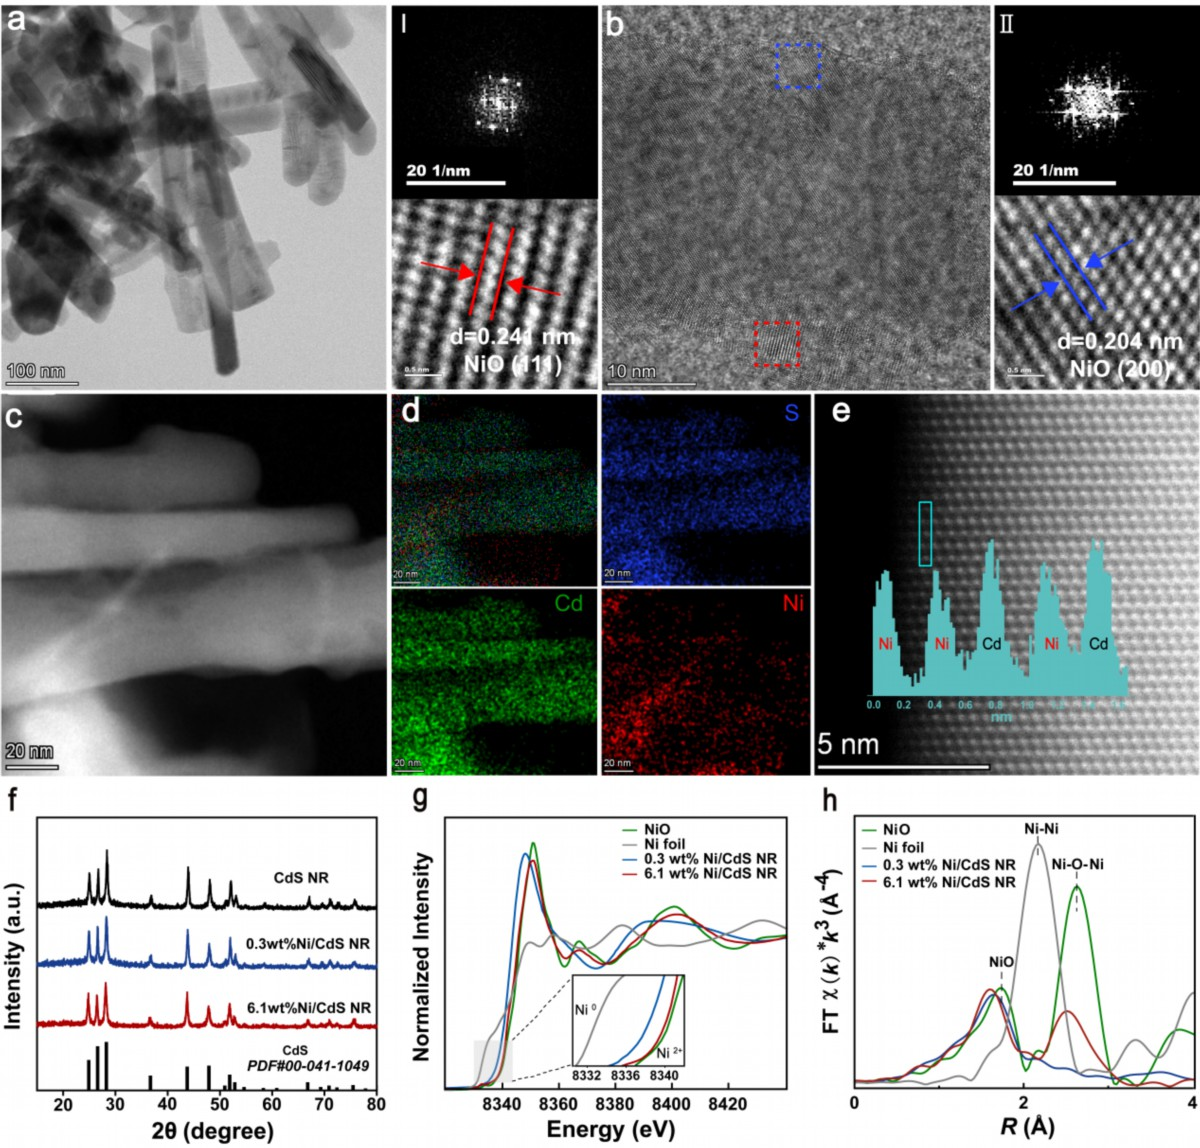 a
100 nm
I
20 1/nm
d=0.241 nm
NiO (111)
0.5 nm
b
10 nm
II
20 1/nm
d=0.204 nm
NiO (200)
0.5 nm
c
20 nm
d
20 nm
S
20 nm
Cd
20 nm
Ni
20 nm
e
Ni
Ni
Cd
Ni
Cd
0.0 0.2 0.4 0.6 0.8
nm
5 nm
f
Intensity (a.u.)
CdS NR
0.3wt%Ni/CdS NR
6.1wt%Ni/CdS NR
CdS
PDF#00-041-1049
20 30 40 50 60 70 80
2θ (degree)
g
Normalized Intensity
NiO
Ni foil
0.3 wt% Ni/CdS NR
6.1 wt% Ni/CdS NR
Ni 0
Ni 2+
8332 8336 8340
8340 8360 8380 8400 8420
Energy (eV)
h
FT χ (k) *k3 (Å-4)
NiO
Ni foil
0.3 wt% Ni/CdS NR
6.1 wt% Ni/CdS NR
Ni-Ni
Ni-O-Ni
NiO
0 2 4
R (Å)